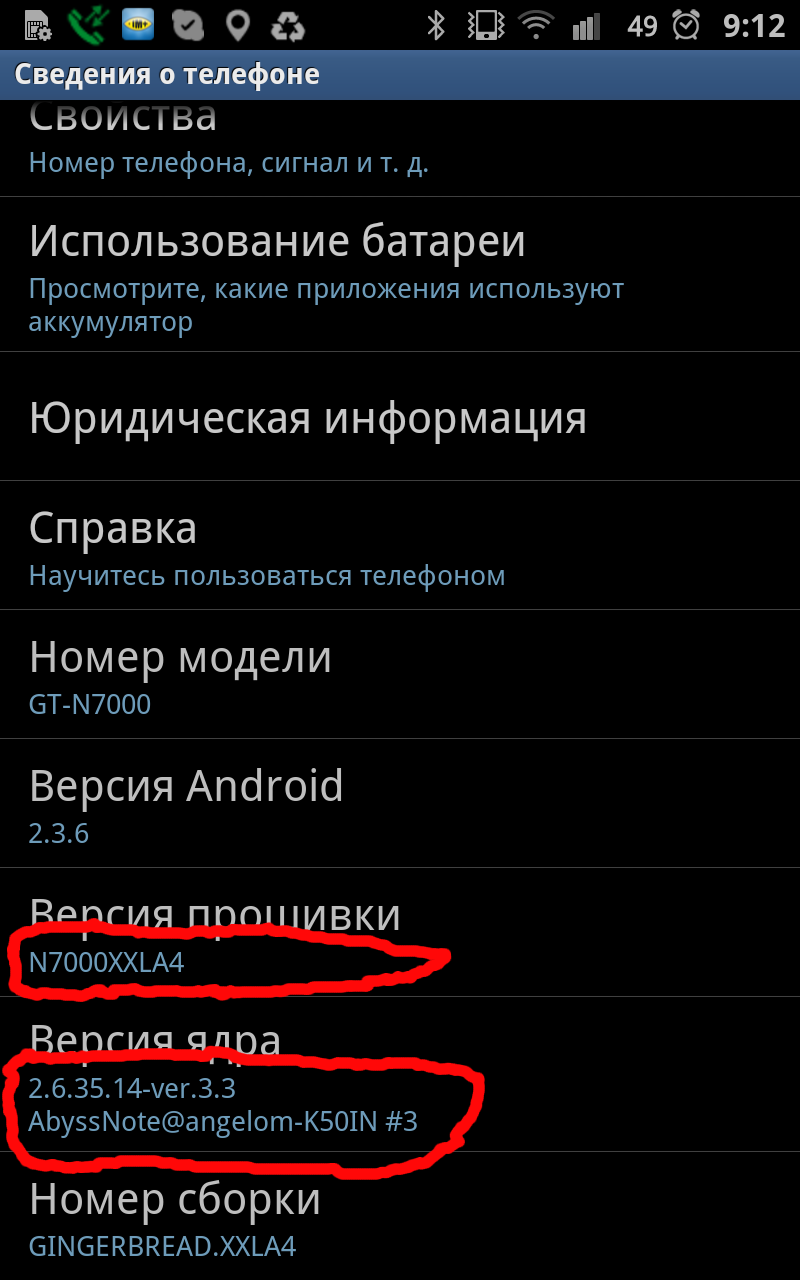 49 9:12
Сведения о телефоне
Свойства
Номер телефона, сигнал и т. д.
Использование батареи
Просмотрите, какие приложения используют
аккумулятор
Юридическая информация
Справка
Научитесь пользоваться телефоном
Номер модели
GT-N7000
Версия Android
2.3.6
Версия прошивки
N7000XXLA4
Версия ядра
2.6.35.14-ver.3.3
AbyssNote@angelom-K50IN #3
Номер сборки
GINGERBREAD.XXLA4